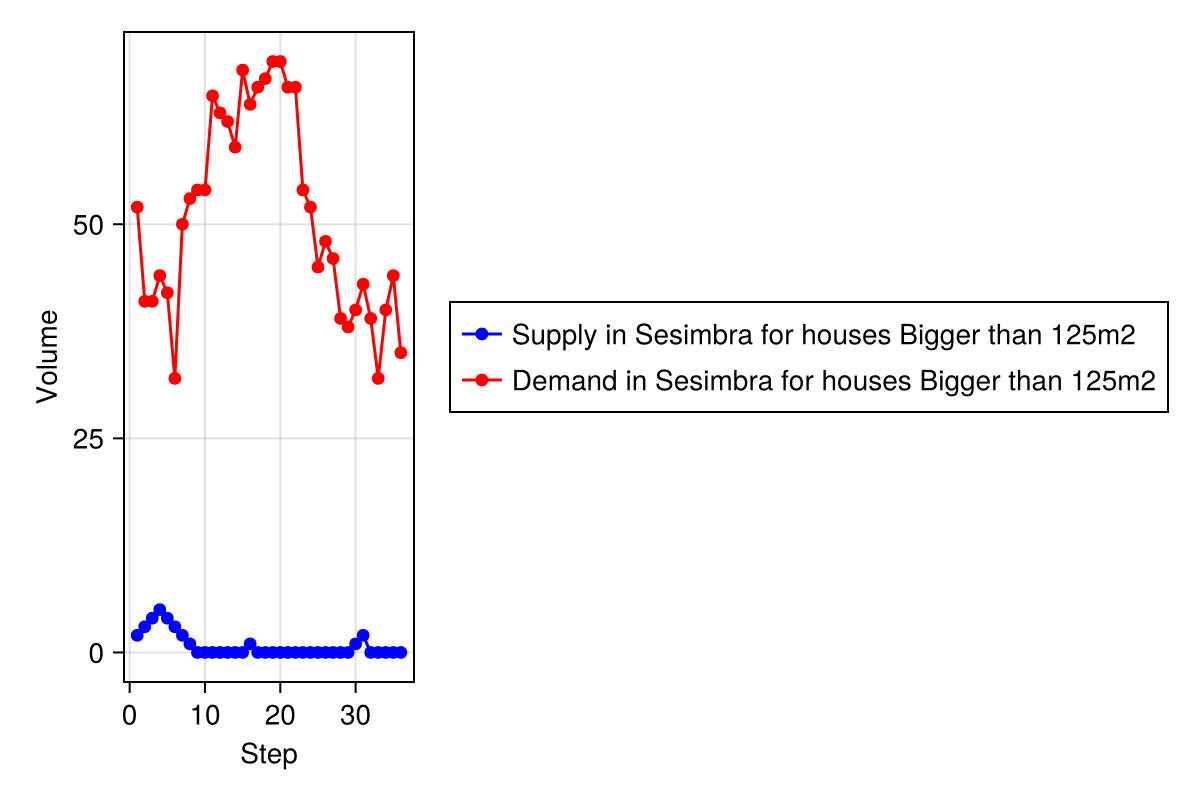 Volume
50
25
0
0 10 20 30
Step
Supply in Sesimbra for houses Bigger than 125m2
Demand in Sesimbra for houses Bigger than 125m2